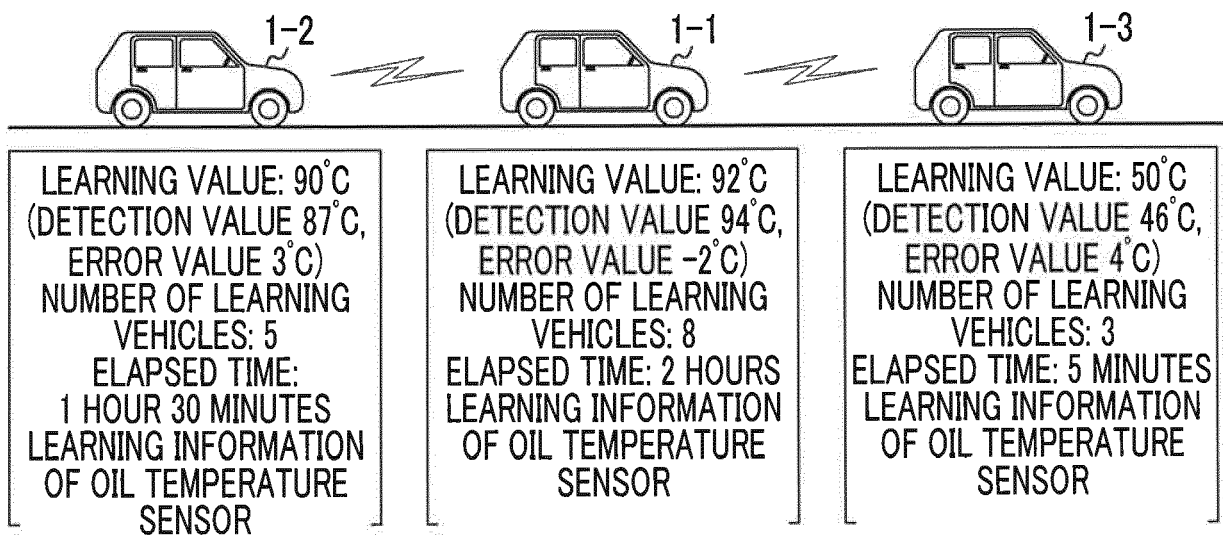 1-2
1-1
1-3
LEARNING VALUE: 90°C
(DETECTION VALUE 87°C,
ERROR VALUE 3°C)
NUMBER OF LEARNING
VEHICLES: 5
ELAPSED TIME:
1 HOUR 30 MINUTES
LEARNING INFORMATION
OF OIL TEMPERATURE
SENSOR
LEARNING VALUE: 92°C
(DETECTION VALUE 94°C,
ERROR VALUE -2°C)
NUMBER OF LEARNING
VEHICLES: 8
ELAPSED TIME: 2 HOURS
LEARNING INFORMATION
OF OIL TEMPERATURE
SENSOR
LEARNING VALUE: 50°C
(DETECTION VALUE 46°C,
ERROR VALUE 4°C)
NUMBER OF LEARNING
VEHICLES: 3
ELAPSED TIME: 5 MINUTES
LEARNING INFORMATION
OF OIL TEMPERATURE
SENSOR